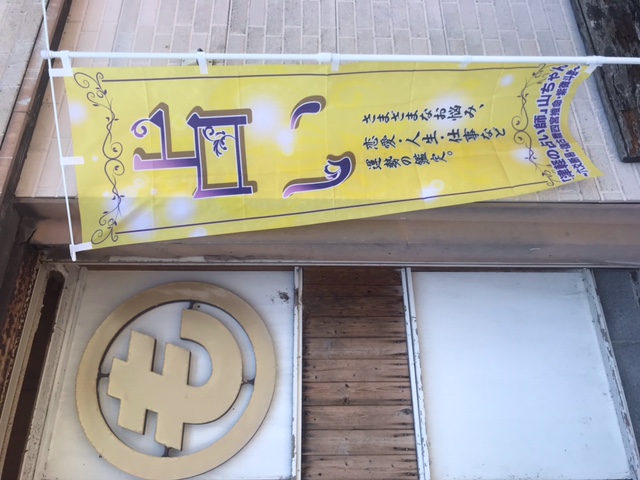 占い
さまざまなお悩み、
恋愛・人生・仕事など
運勢の鑑定。
津軽の占い師♪山ちゃん
も